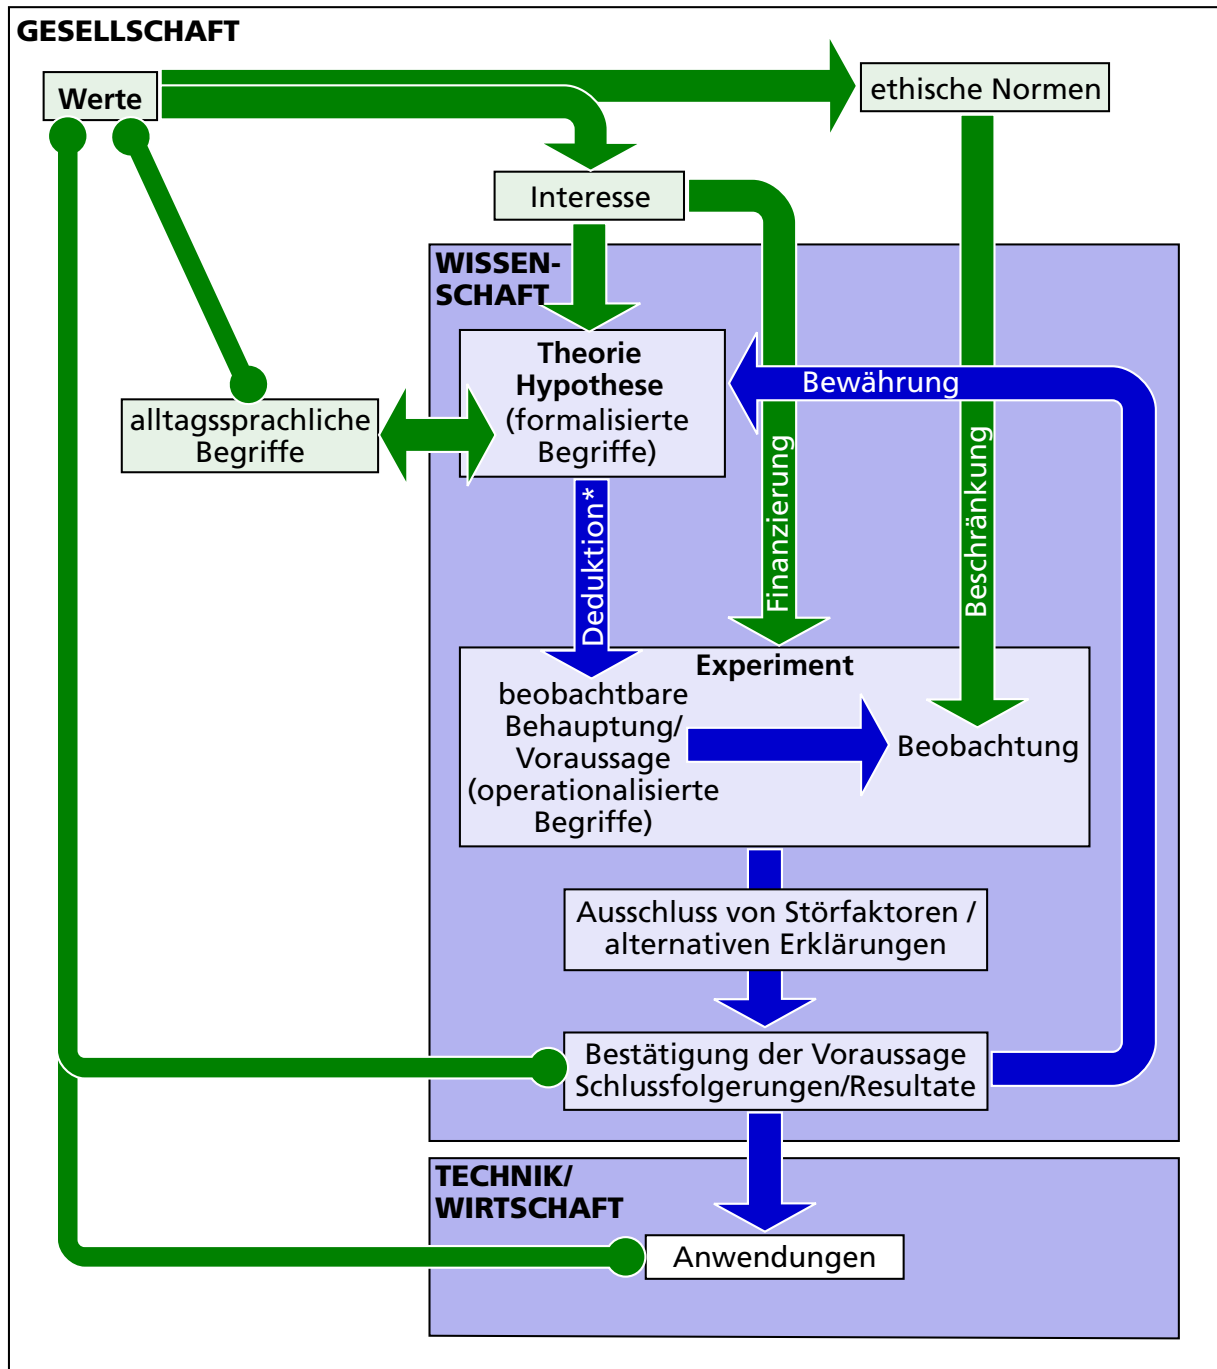 GESELLSCHAFT
Werte
ethische Normen
Interesse
WISSEN-
SCHAFT
Theorie
Hypothese
(formalisierte
Begriffe)
Bewährung
alltagssprachliche
Begriffe
Deduktion*
Finanzierung
Beschränkung
Experiment
beobachtbare
Behauptung/
Voraussage
(operationalisierte
Begriffe)
Beobachtung
Ausschluss von Störfaktoren /
alternativen Erklärungen
Bestätigung der Voraussage
Schlussfolgerungen/Resultate
TECHNIK/
WIRTSCHAFT
Anwendungen